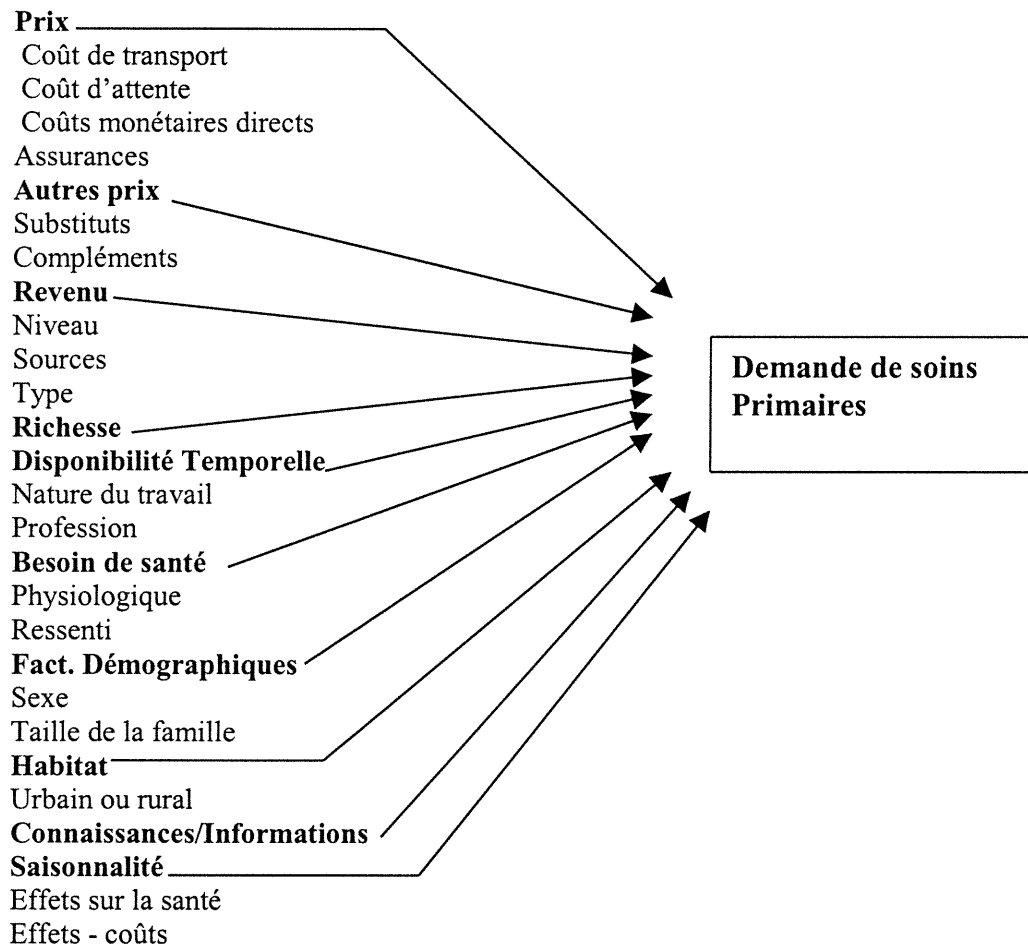 Prix
Coût de transport
Coût d'attente
Coûts monétaires directs
Assurances
Autres prix
Substituts
Compléments
Revenu
Niveau
Sources
Type
Richesse
Disponibilité Temporelle
Nature du travail
Profession
Besoin de santé
Physiologique
Ressenti
Fact. Démographiques
Sexe
Taille de la famille
Habitat
Urbain ou rural
Connaissances/Informations
Saisonnalité
Effets sur la santé
Effets - coûts
Demande de soins
Primaires